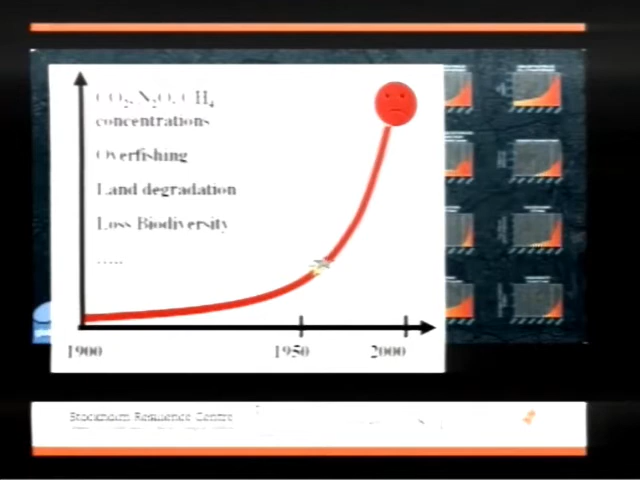 CO₂, N₂O, CH₄
concentrations
Overfishing
Land degradation
Loss Biodiversity
.....
1900
1950
2000
Stockholm Resilience Centre